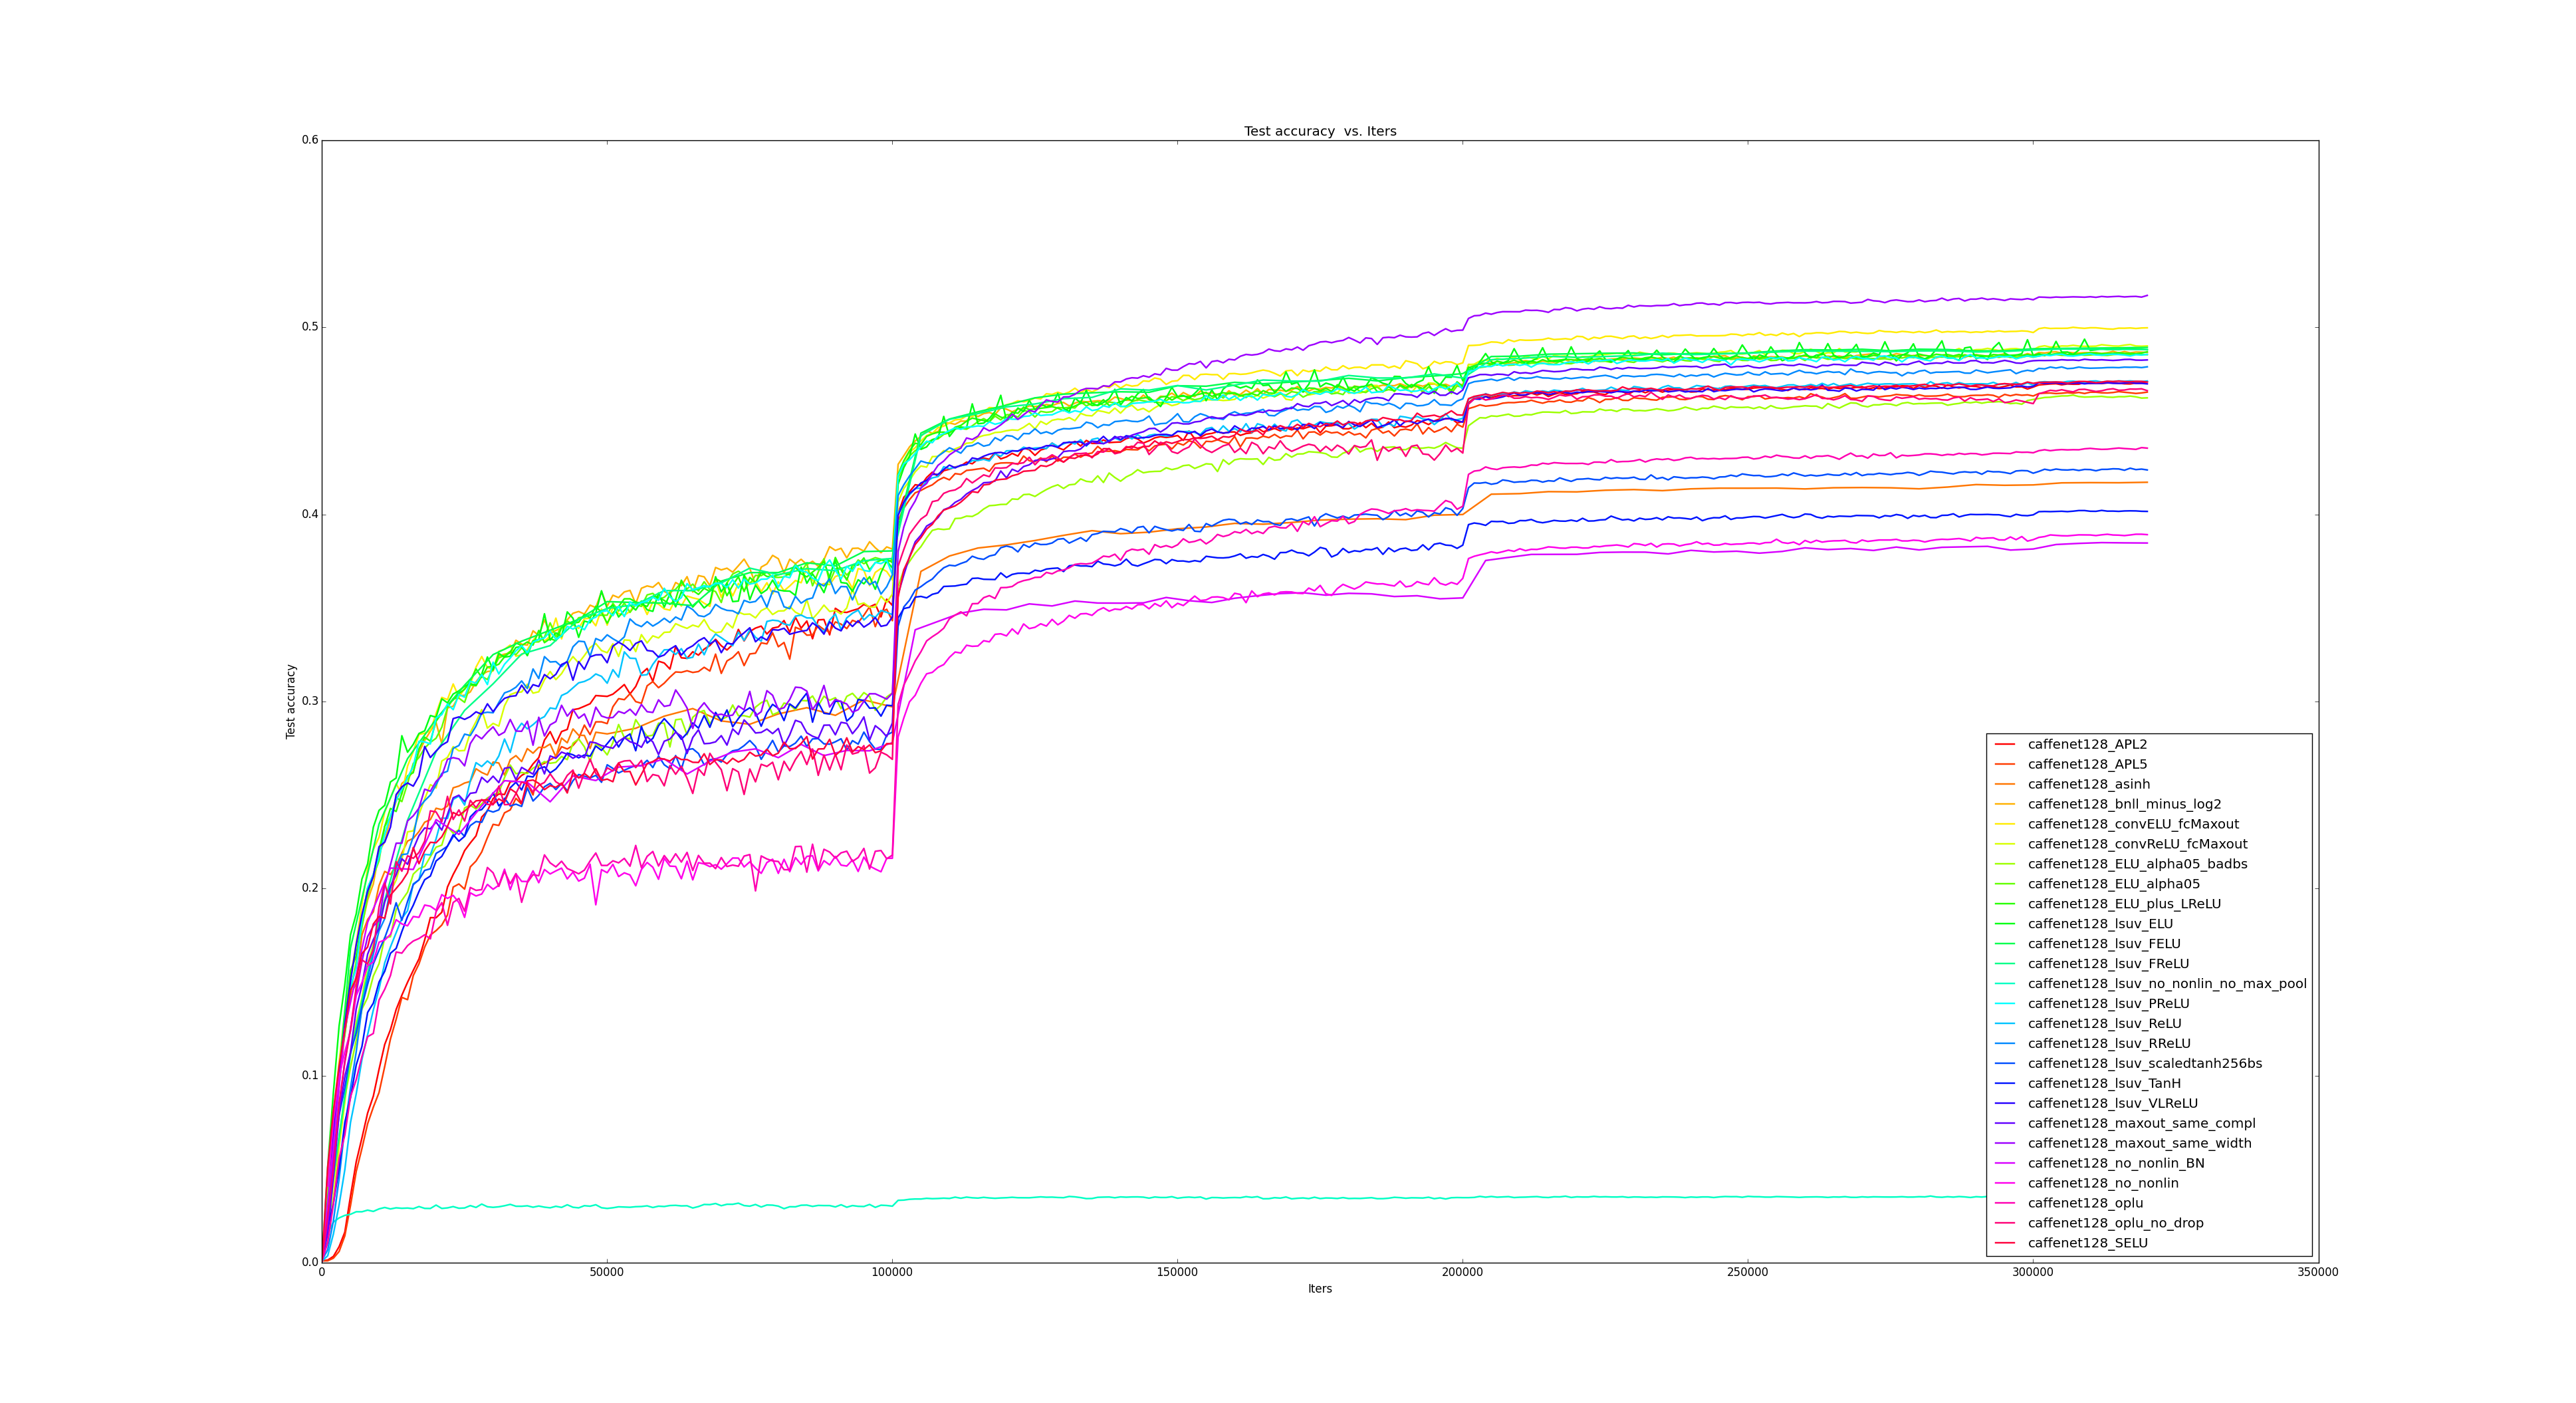 Test accuracy  vs. Iters
0.6
0.5
0.4
0.3
0.2
0.1
0.0
Test accuracy
0
50000
100000
150000
200000
250000
300000
350000
Iters
caffenet128_APL2
caffenet128_APL5
caffenet128_asinh
caffenet128_bnll_minus_log2
caffenet128_convELU_fcMaxout
caffenet128_convReLU_fcMaxout
caffenet128_ELU_alpha05_badbs
caffenet128_ELU_alpha05
caffenet128_ELU_plus_LReLU
caffenet128_lsuv_ELU
caffenet128_lsuv_FELU
caffenet128_lsuv_FReLU
caffenet128_lsuv_no_nonlin_no_max_pool
caffenet128_lsuv_PReLU
caffenet128_lsuv_ReLU
caffenet128_lsuv_RReLU
caffenet128_lsuv_scaledtanh256bs
caffenet128_lsuv_TanH
caffenet128_lsuv_VLReLU
caffenet128_maxout_same_compl
caffenet128_maxout_same_width
caffenet128_no_nonlin_BN
caffenet128_no_nonlin
caffenet128_oplu
caffenet128_oplu_no_drop
caffenet128_SELU